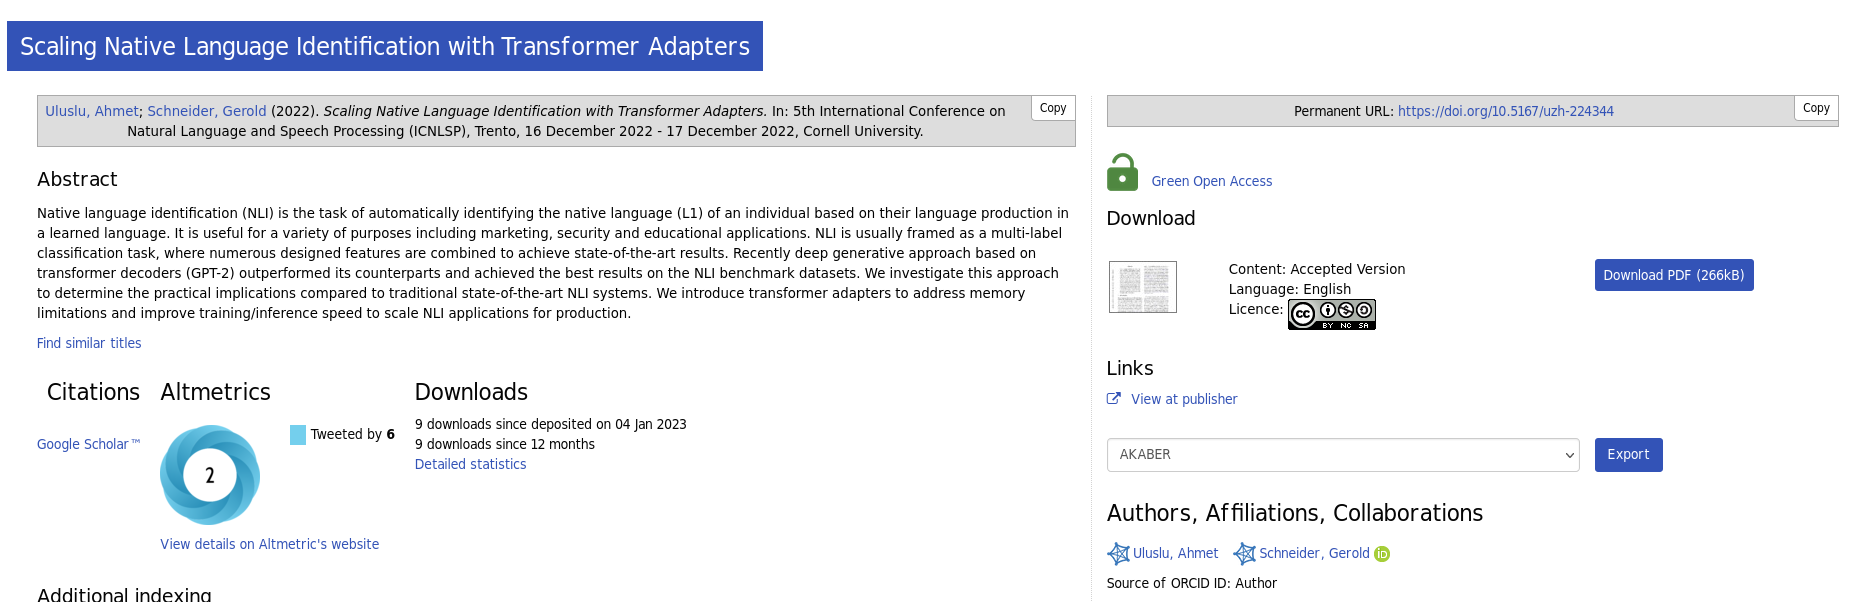 Scaling Native Language Identification with Transformer Adapters
Uluslu, Ahmet; Schneider, Gerold (2022). Scaling Native Language Identification with Transformer Adapters. In: 5th International Conference on
Natural Language and Speech Processing (ICNLSP), Trento, 16 December 2022 - 17 December 2022, Cornell University.
Copy
Abstract
Native language identification (NLI) is the task of automatically identifying the native language (L1) of an individual based on their language production in
a learned language. It is useful for a variety of purposes including marketing, security and educational applications. NLI is usually framed as a multi-label
classification task, where numerous designed features are combined to achieve state-of-the-art results. Recently deep generative approach based on
transformer decoders (GPT-2) outperformed its counterparts and achieved the best results on the NLI benchmark datasets. We investigate this approach
to determine the practical implications compared to traditional state-of-the-art NLI systems. We introduce transformer adapters to address memory
limitations and improve training/inference speed to scale NLI applications for production.
Find similar titles
Citations
Google Scholar™
Altmetrics
2
Tweeted by 6
View details on Altmetric's website
Downloads
9 downloads since deposited on 04 Jan 2023
9 downloads since 12 months
Detailed statistics
Additional indexing
Permanent URL: https://doi.org/10.5167/uzh-224344
Copy
Green Open Access
Download
Content: Accepted Version
Language: English
Licence: cc BY NC SA
Download PDF (266kB)
Links
View at publisher
AKABER
Export
Authors, Affiliations, Collaborations
Uluslu, Ahmet Schneider, Gerold iD
Source of ORCID ID: Author